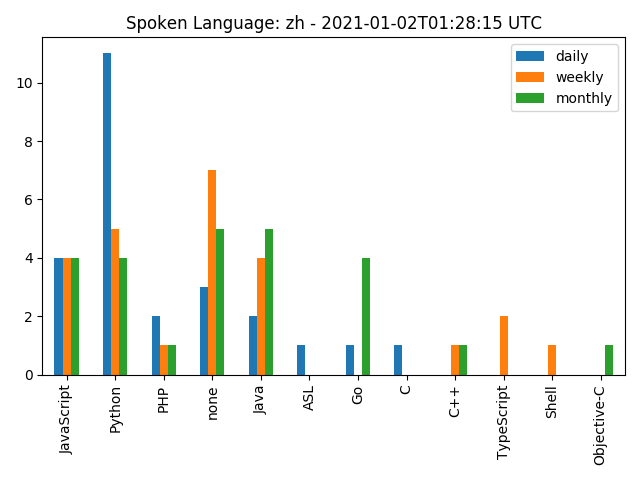 Spoken Language: zh - 2021-01-02T01:28:15 UTC
daily
weekly
monthly
10
8
6
4
2
0
JavaScript
Python
PHP
none
Java
ASL
Go
C
C++
TypeScript
Shell
Objective-C